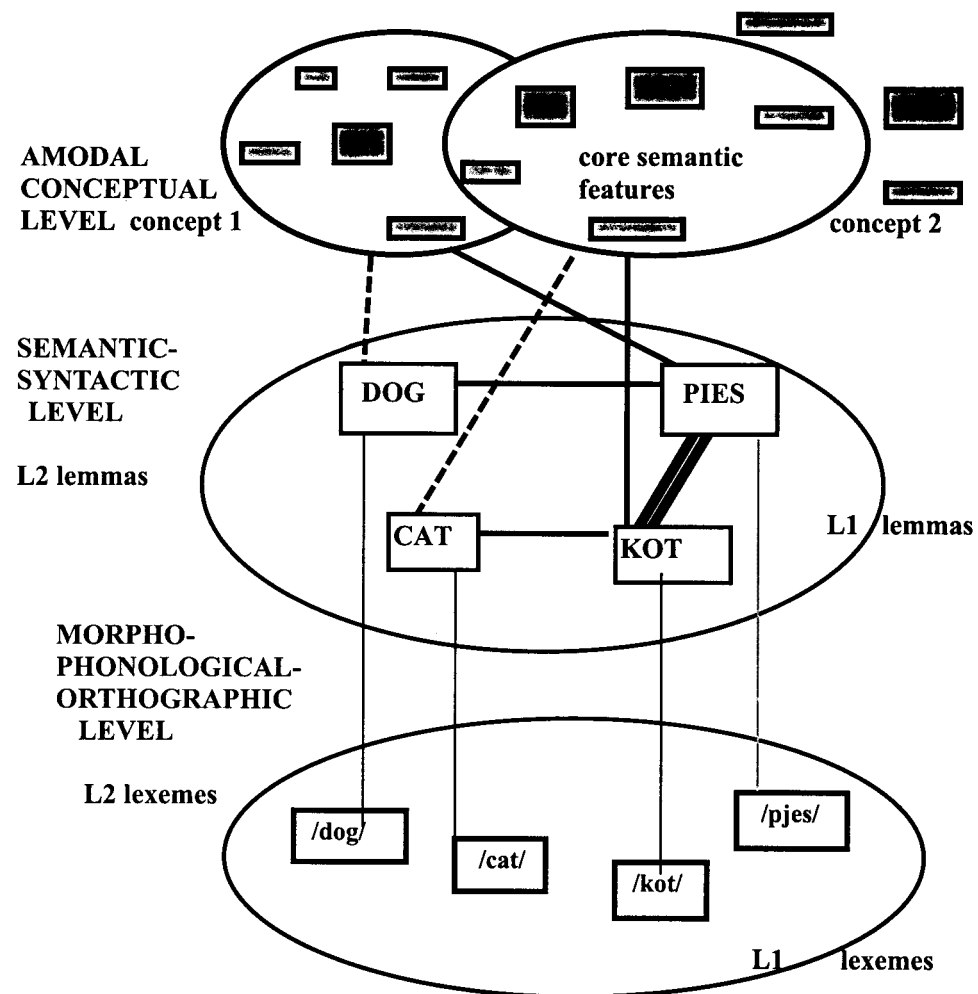 core semantic
features
AMODAL
CONCEPTUAL
LEVEL concept 1
concept 2
SEMANTIC-
SYNTACTIC
LEVEL
DOG
PIES
L2 lemmas
CAT
KOT
L1 lemmas
MORPHO-
PHONOLOGICAL-
ORTHOGRAPHIC
LEVEL
L2 lexemes
/dog/
/cat/
/kot/
/pjes/
L1 lexemes